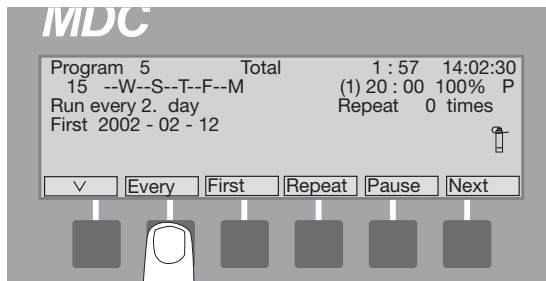 MDC
Program 5 Total 1 : 57 14:02:30
15 --W--S--T--F--M (1) 20 : 00 100% P
Run every 2. day Repeat 0 times
First 2002 - 02 - 12
Every First Repeat Pause Next